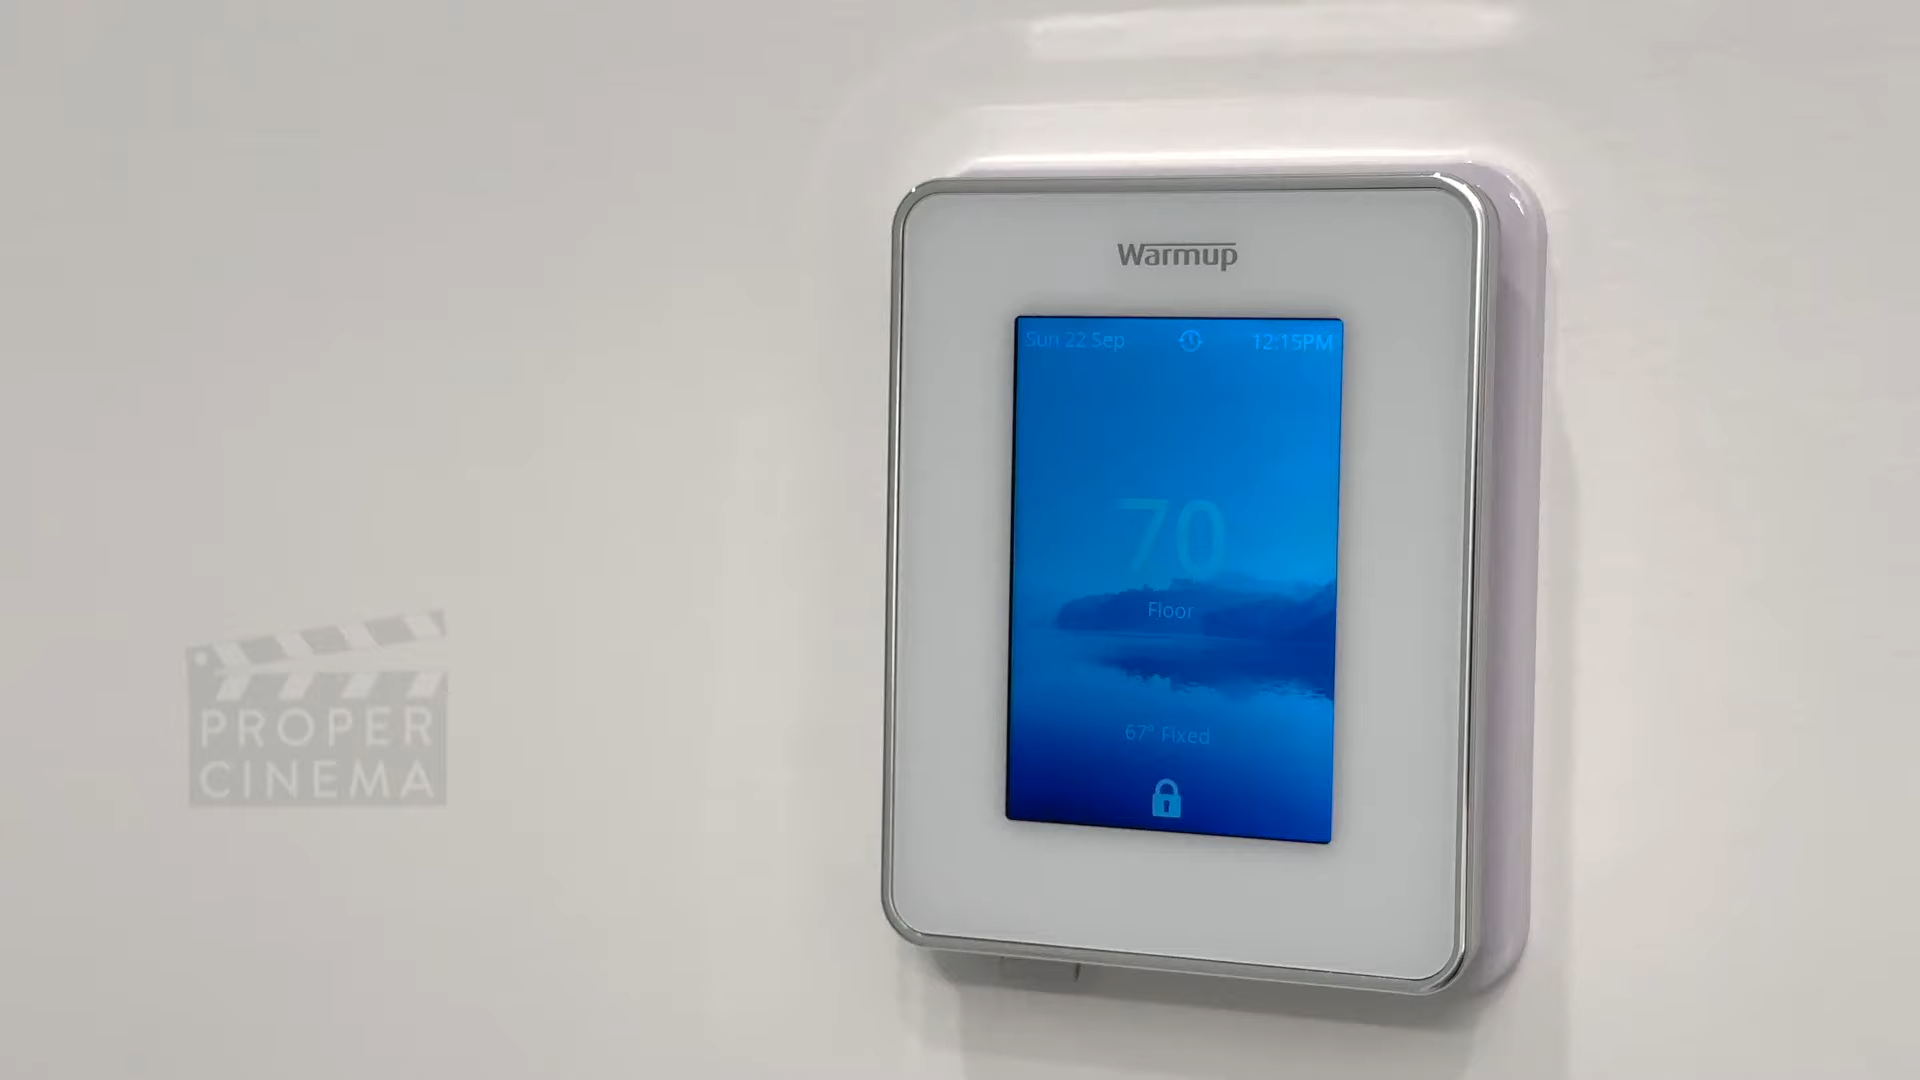 Warmup
Sun 22 Sep 12:15PM
70
Floor
67° Fixed
PROPER
CINEMA